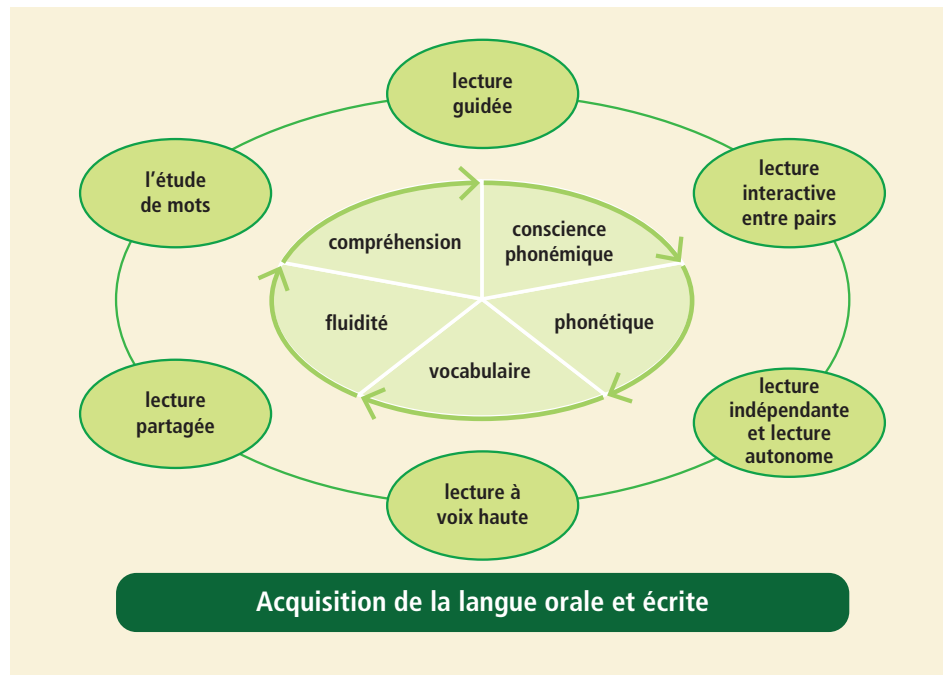 lecture
guidée
lecture
interactive
entre pairs
lecture
indépendante
et lecture
autonome
lecture à
voix haute
lecture
partagée
l'étude
de mots
conscience
phonémique
phonétique
vocabulaire
fluidité
compréhension
Acquisition de la langue orale et écrite